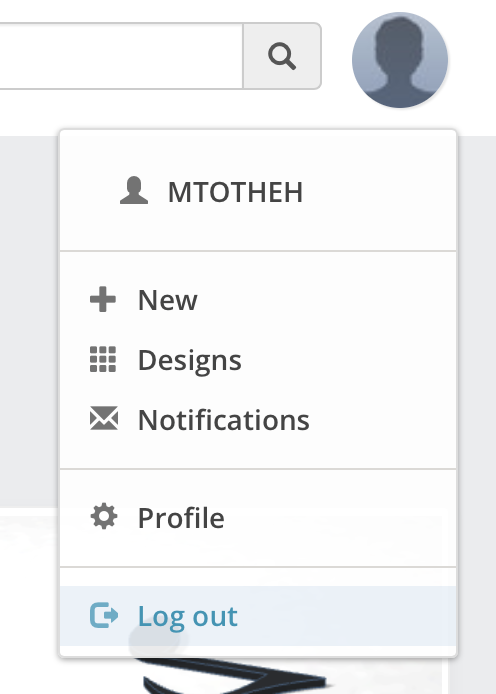 MTOTHEH
New
Designs
Notifications
Profile
Log out